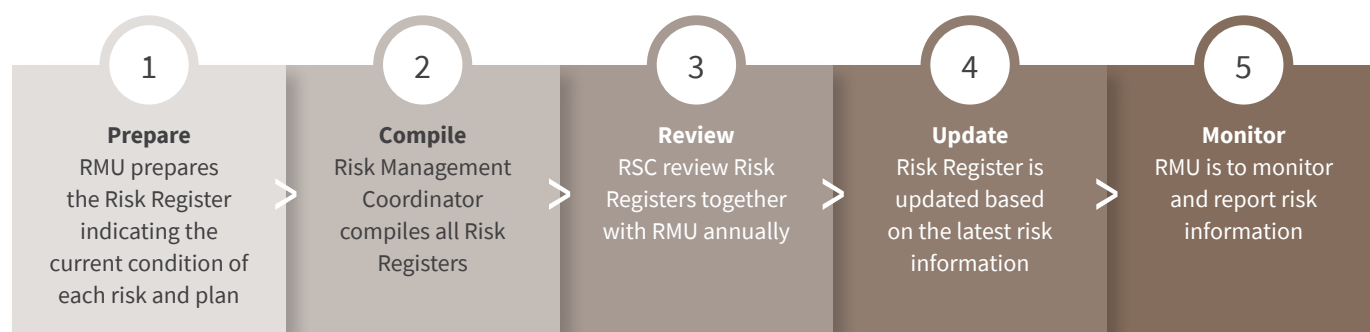 1
Prepare
RMU prepares
the Risk Register
indicating the
current condition of
each risk and plan
>
2
Compile
Risk Management
Coordinator
compiles all Risk
Registers
>
3
Review
RSC review Risk
Registers together
with RMU annually
>
4
Update
Risk Register is
updated based
on the latest risk
information
>
5
Monitor
RMU is to monitor
and report risk
information